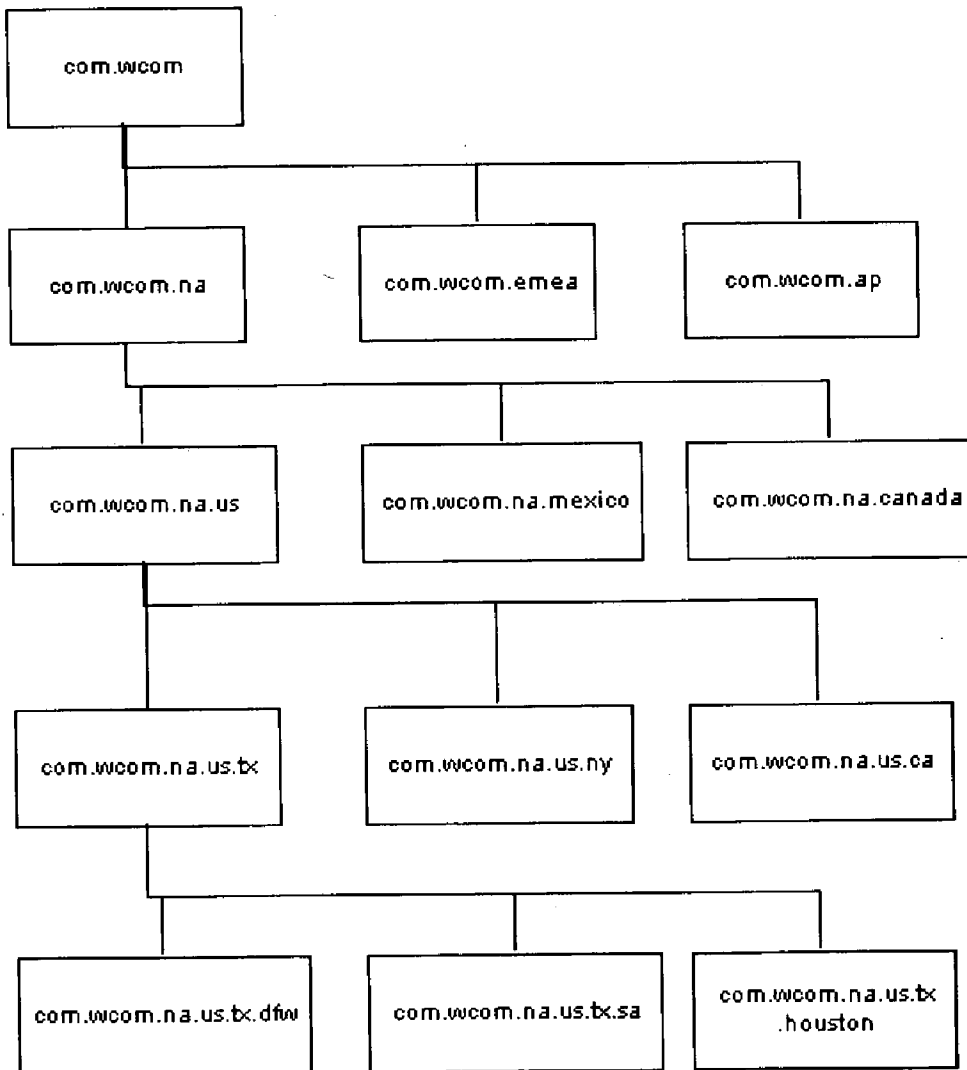 com.wcom
com.wcom.na
com.wcom.emea
com.wcom.ap
com.wcom.na.us
com.wcom.na.mexico
com.wcom.na.canada
com.wcom.na.us.tx
com.wcom.na.us.ny
com.wcom.na.us.ca
com.wcom.na.us.tx.dfw
com.wcom.na.us.tx.sa
com.wcom.na.us.tx
.houston